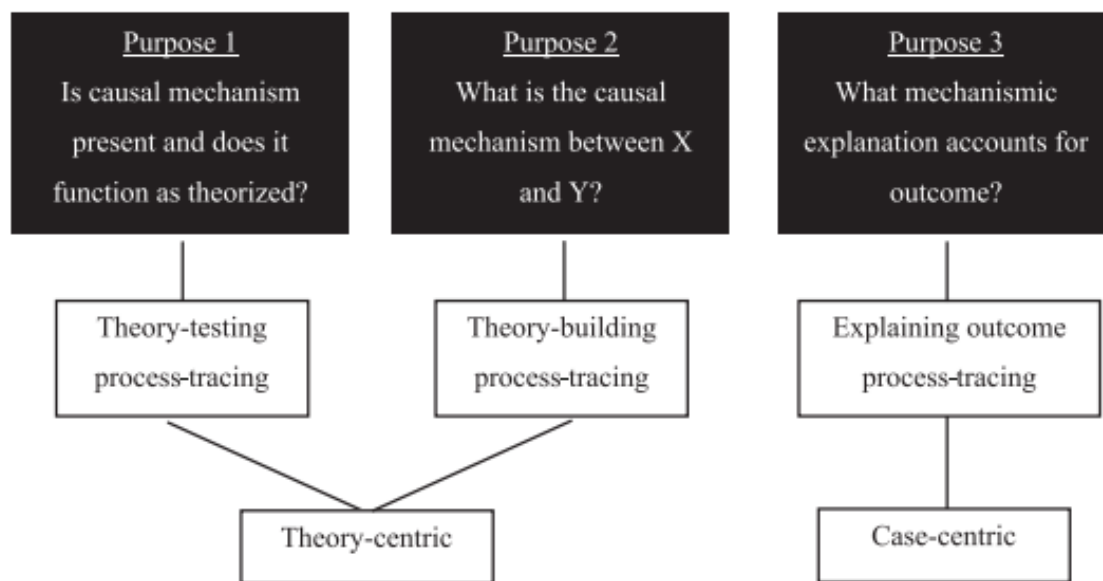 Purpose 1
Is causal mechanism
present and does it
function as theorized?
Purpose 2
What is the causal
mechanism between X
and Y?
Purpose 3
What mechanismic
explanation accounts for
outcome?
Theory-testing
process-tracing
Theory-building
process-tracing
Explaining outcome
process-tracing
Theory-centric
Case-centric